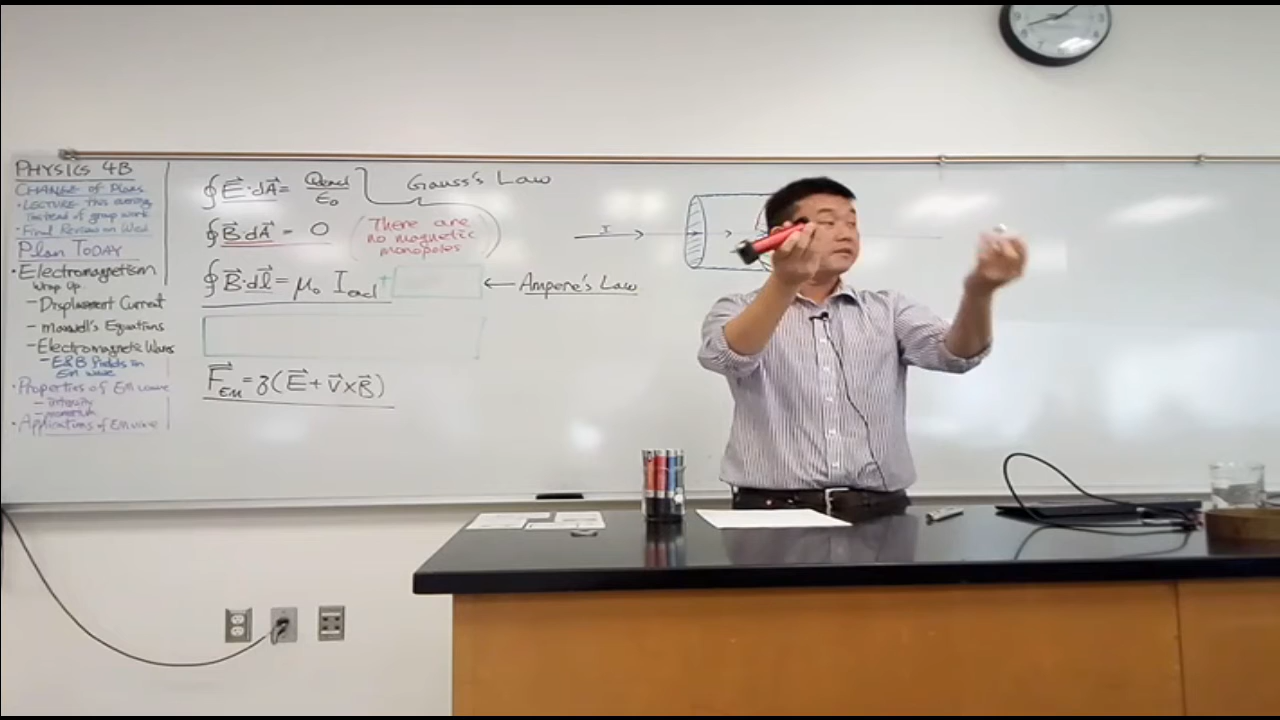 PHYSICS 4B
CHANGE of Plans
• LECTURE this evening
instead of group work
• Final Review on Wed.
Plan TODAY
• Electromagnetism
wrap up.
- Displacement Current
- Maxwell's Equations
- Electromagnetic Waves
- E&B fields in
EM wave
• Properties of EM wave
- intensity
- momentum
• Applications of EM wave
∮E⃗·dA⃗ = Qencl/ε₀
Gauss's Law
∮B⃗·dA⃗ = 0
(There are
no magnetic
monopoles)
∮B⃗·dl⃗ = μ₀ Iencl +
← Ampere's Law
F⃗EM = q(E⃗ + v⃗ × B⃗)
I